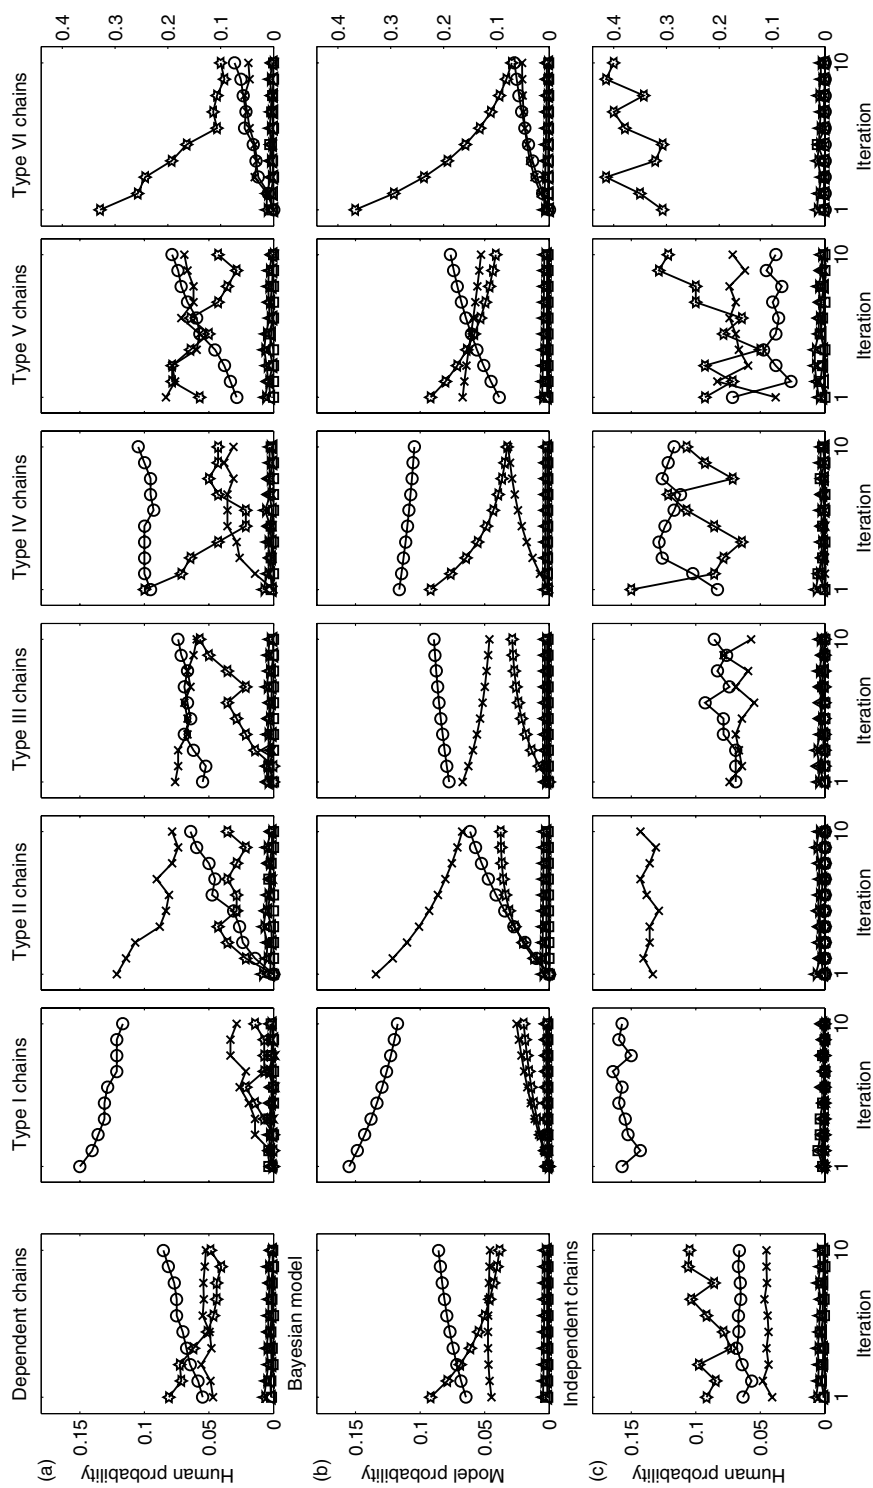 (a)
Dependent chains
Type I chains
Type II chains
Type III chains
Type IV chains
Type V chains
Type VI chains
Human probability
0.15
0.1
0.05
0
0.4
0.3
0.2
0.1
0
(b)
Bayesian model
Model probability
0.15
0.1
0.05
0
0.4
0.3
0.2
0.1
0
(c)
Independent chains
Human probability
0.15
0.1
0.05
0
0.4
0.3
0.2
0.1
0
1 10 1 10 1 10 1 10 1 10 1 10 1 10
Iteration Iteration Iteration Iteration Iteration Iteration Iteration